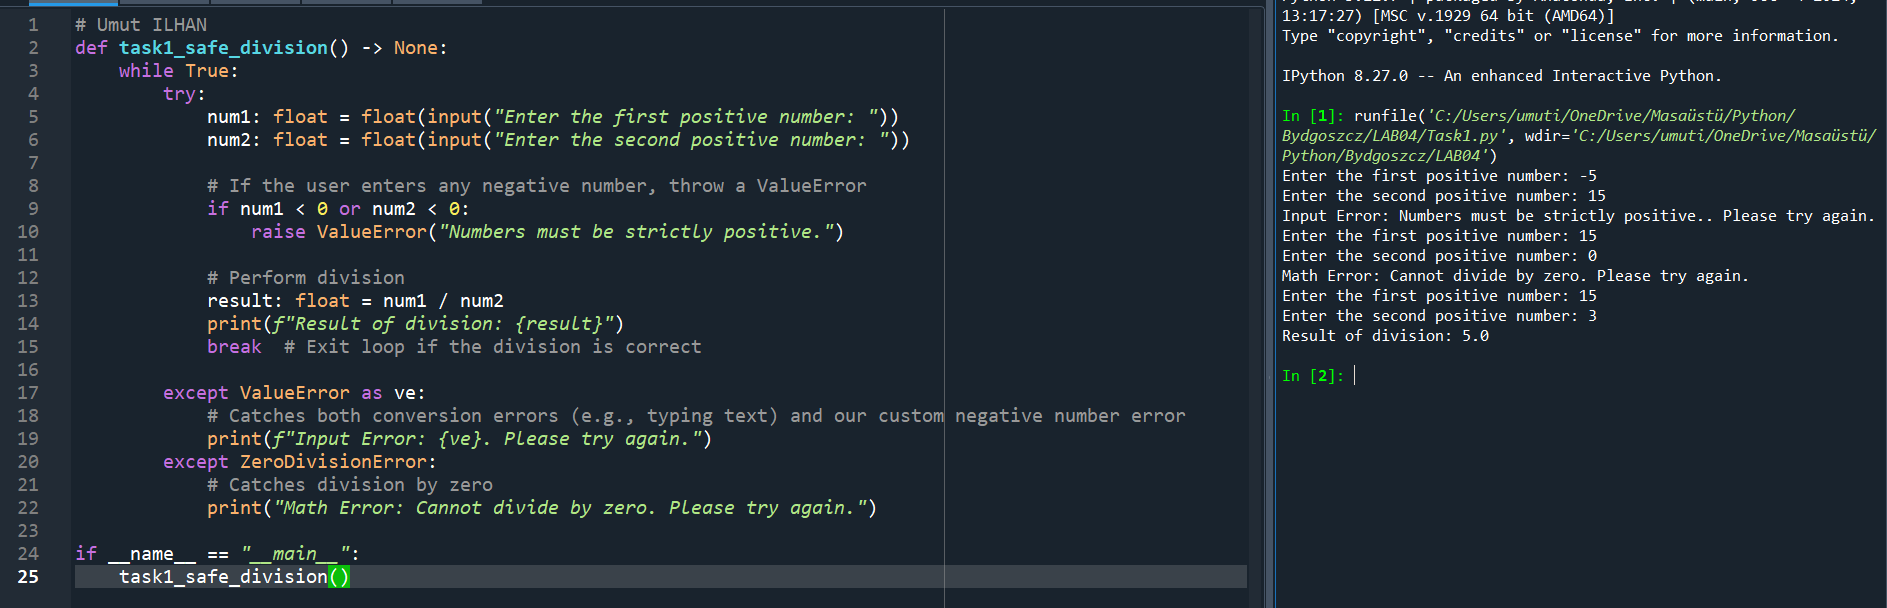 1 # Umut ILHAN
2 def task1_safe_division() -> None:
3     while True:
4         try:
5             num1: float = float(input("Enter the first positive number: "))
6             num2: float = float(input("Enter the second positive number: "))
7
8             # If the user enters any negative number, throw a ValueError
9             if num1 < 0 or num2 < 0:
10                 raise ValueError("Numbers must be strictly positive.")
11
12             # Perform division
13             result: float = num1 / num2
14             print(f"Result of division: {result}")
15             break  # Exit loop if the division is correct
16
17         except ValueError as ve:
18             # Catches both conversion errors (e.g., typing text) and our custom negative number error
19             print(f"Input Error: {ve}. Please try again.")
20         except ZeroDivisionError:
21             # Catches division by zero
22             print("Math Error: Cannot divide by zero. Please try again.")
23
24 if __name__ == "__main__":
25     task1_safe_division()
13:17:27) [MSC v.1929 64 bit (AMD64)]
Type "copyright", "credits" or "license" for more information.
IPython 8.27.0 -- An enhanced Interactive Python.
In [1]: runfile('C:/Users/umuti/OneDrive/Masaüstü/Python/
Bydgoszcz/LAB04/Task1.py', wdir='C:/Users/umuti/OneDrive/Masaüstü/
Python/Bydgoszcz/LAB04')
Enter the first positive number: -5
Enter the second positive number: 15
Input Error: Numbers must be strictly positive.. Please try again.
Enter the first positive number: 15
Enter the second positive number: 0
Math Error: Cannot divide by zero. Please try again.
Enter the first positive number: 15
Enter the second positive number: 3
Result of division: 5.0
In [2]: